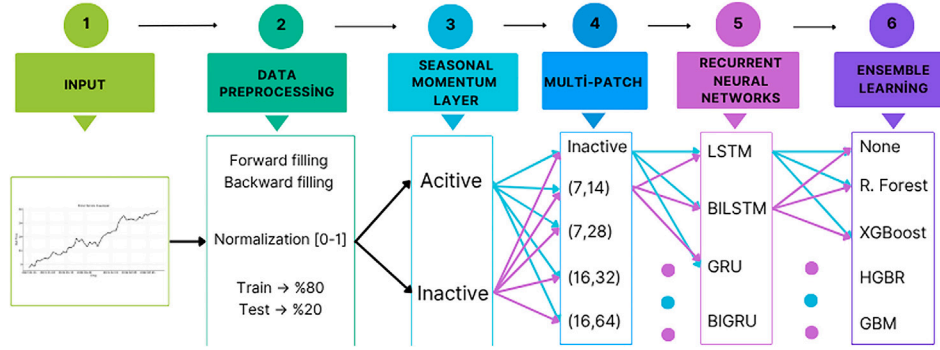 1
2
3
4
5
6
INPUT
DATA
PREPROCESSİNG
SEASONAL
MOMENTUM
LAYER
MULTİ-PATCH
RECURRENT
NEURAL
NETWORKS
ENSEMBLE
LEARNİNG
Forward filling
Backward filling
Normalization [0-1]
Train → %80
Test → %20
Acitive
Inactive
Inactive
(7,14)
(7,28)
(16,32)
(16,64)
LSTM
BILSTM
GRU
BIGRU
None
R. Forest
XGBoost
HGBR
GBM